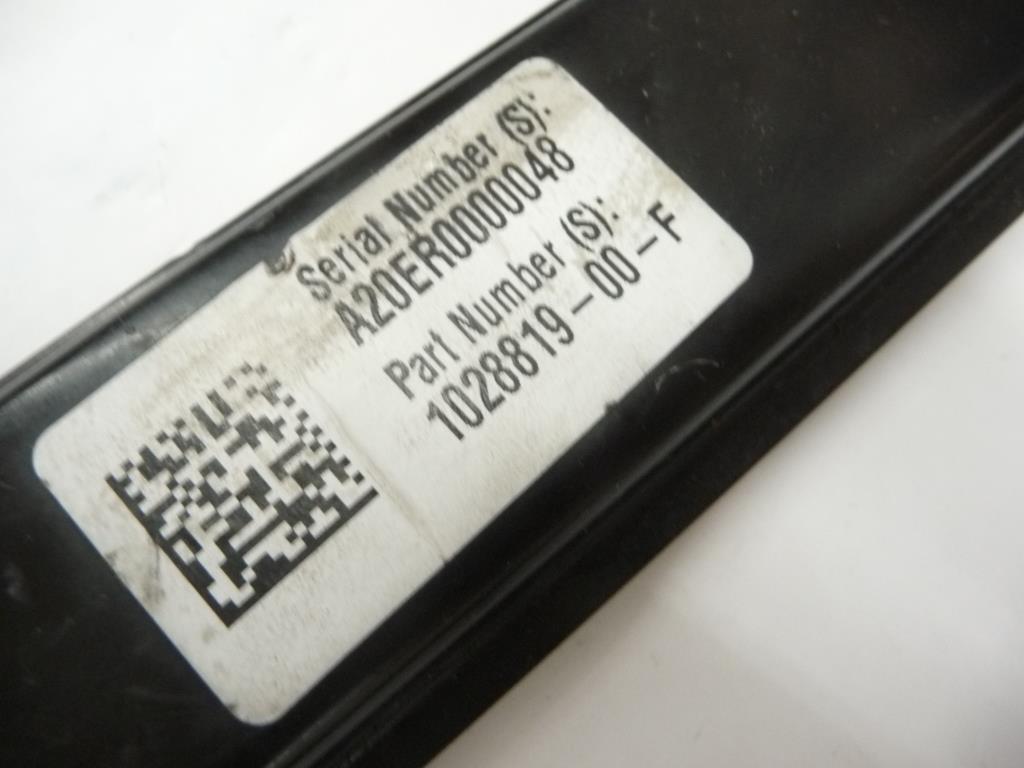 Serial Number (S):
A20ER0000048
Part Number (S):
1028819-00-F